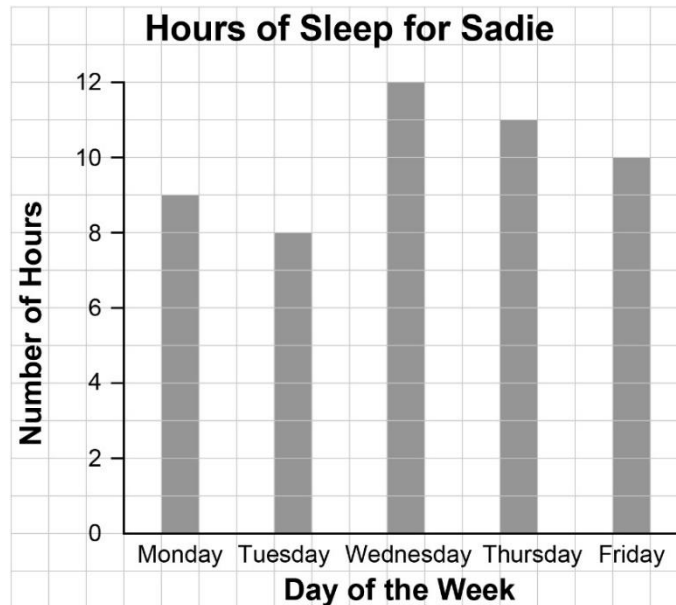 Hours of Sleep for Sadie
Number of Hours
12
10
8
6
4
2
0
Monday Tuesday Wednesday Thursday Friday
Day of the Week